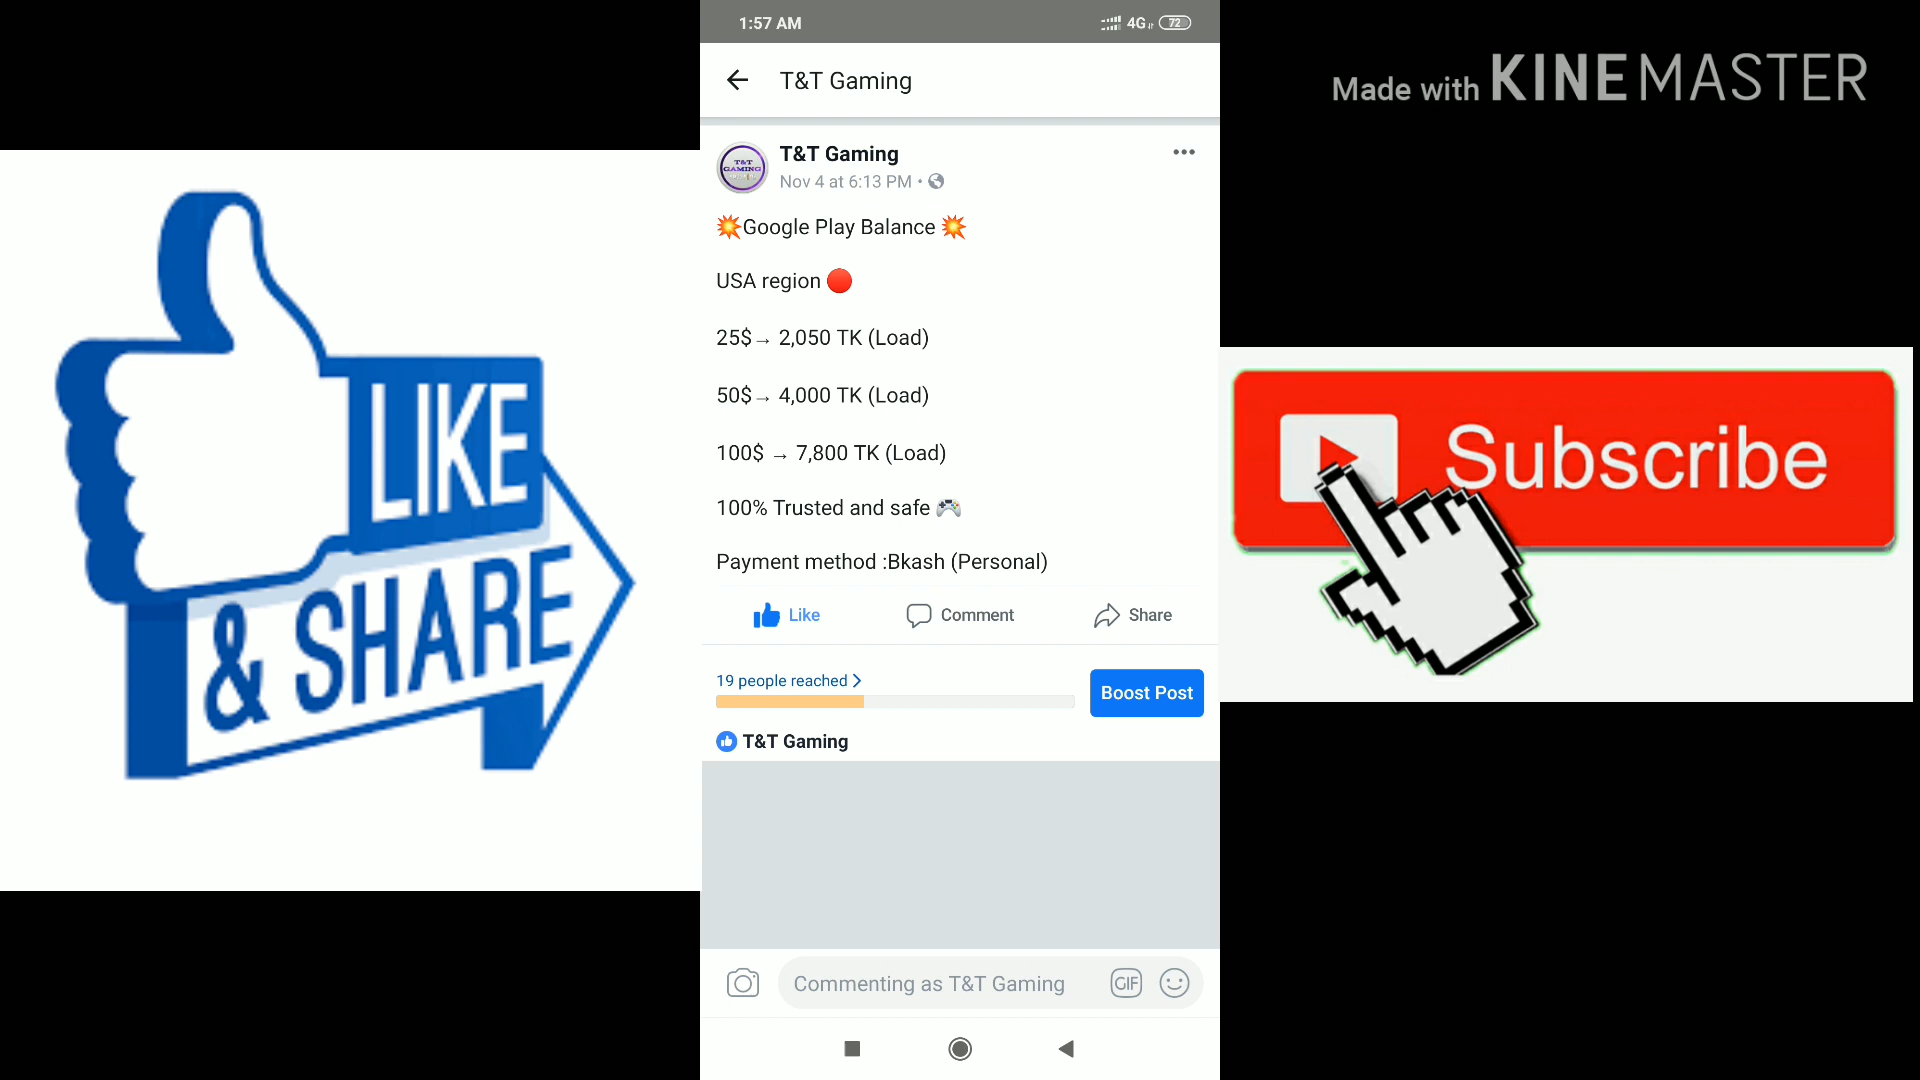 1:57 AM
4G
72
T&T Gaming
Made with KINEMASTER
T&T Gaming
Nov 4 at 6:13 PM •
T&T
GAMING
💥Google Play Balance 💥
USA region 🔴
25$→ 2,050 TK (Load)
50$→ 4,000 TK (Load)
100$ → 7,800 TK (Load)
100% Trusted and safe 🎮
Payment method :Bkash (Personal)
Like
Comment
Share
19 people reached
Boost Post
T&T Gaming
Commenting as T&T Gaming
GIF
LIKE
& SHARE
Subscribe